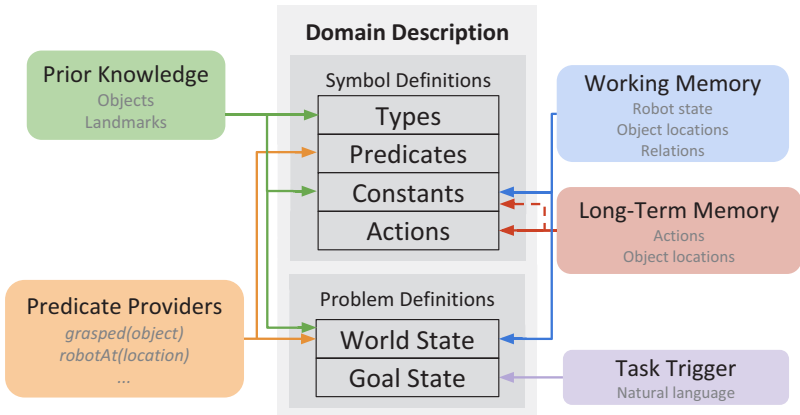 Domain Description
Prior Knowledge
Objects
Landmarks
Predicate Providers
grasped(object)
robotAt(location)
...
Symbol Definitions
Types
Predicates
Constants
Actions
Problem Definitions
World State
Goal State
Working Memory
Robot state
Object locations
Relations
Long-Term Memory
Actions
Object locations
Task Trigger
Natural language